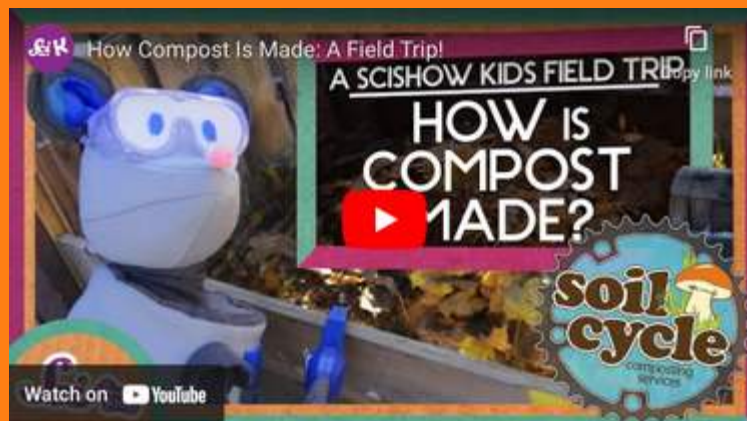 How Compost Is Made: A Field Trip!
A SCISHOW KIDS FIELD TRIP
Copy link
HOW IS
COMPOST
MADE?
soil
cycle
composting
services
Watch on YouTube